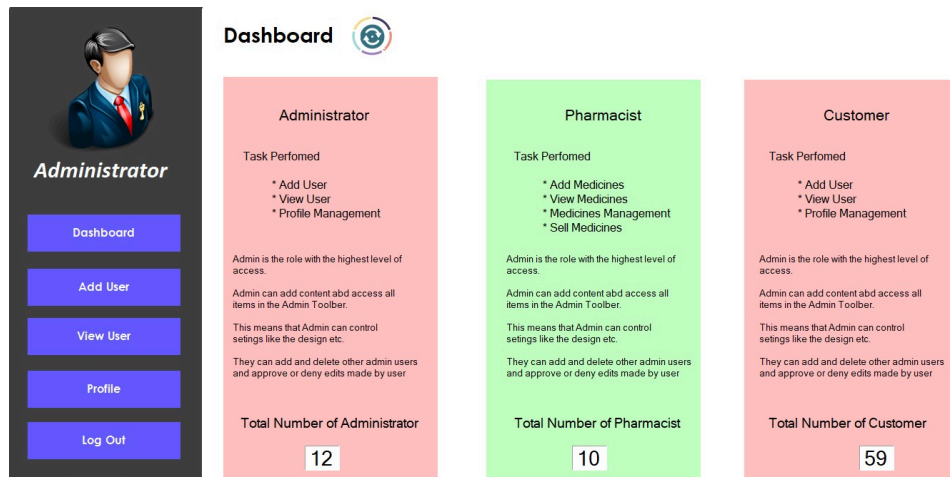 Administrator
Dashboard
Add User
View User
Profile
Log Out
Dashboard
Administrator
Task Perfomed
* Add User
* View User
* Profile Management
Admin is the role with the highest level of
access.
Admin can add content abd access all
items in the Admin Toolber.
This means that Admin can control
setings like the design etc.
They can add and delete other admin users
and approve or deny edits made by user
Total Number of Administrator
12
Pharmacist
Task Perfomed
* Add Medicines
* View Medicines
* Medicines Management
* Sell Medicines
Admin is the role with the highest level of
access.
Admin can add content abd access all
items in the Admin Toolber.
This means that Admin can control
setings like the design etc.
They can add and delete other admin users
and approve or deny edits made by user
Total Number of Pharmacist
10
Customer
Task Perfomed
* Add User
* View User
* Profile Management
Admin is the role with the highest level of
access.
Admin can add content abd access all
items in the Admin Toolber.
This means that Admin can control
setings like the design etc.
They can add and delete other admin users
and approve or deny edits made by user
Total Number of Customer
59